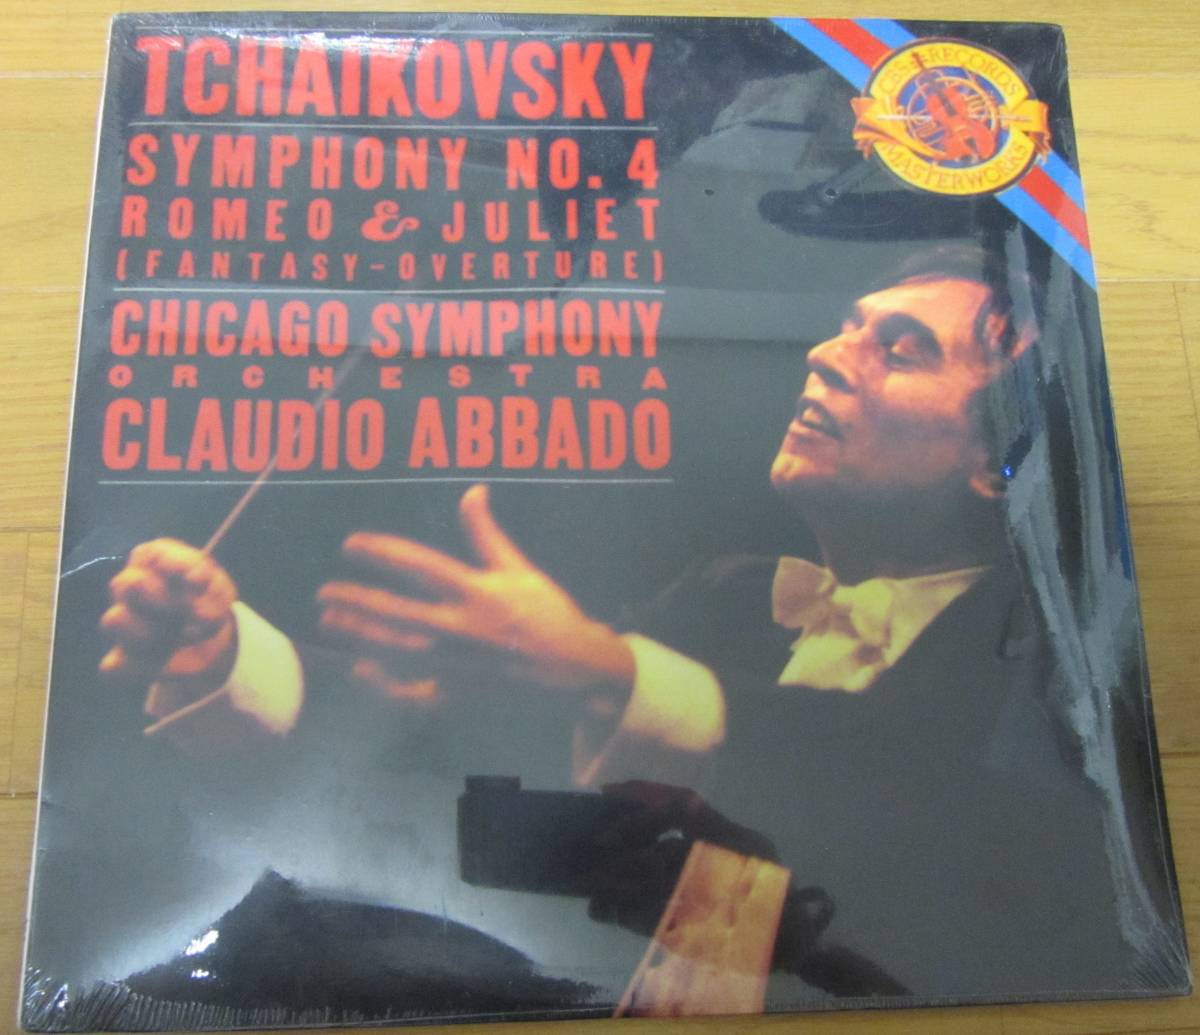 TCHAIKOVSKY
SYMPHONY NO. 4
ROMEO & JULIET
(FANTASY-OVERTURE)
CHICAGO SYMPHONY
ORCHESTRA
CLAUDIO ABBADO
CBS RECORDS
MASTERWORKS